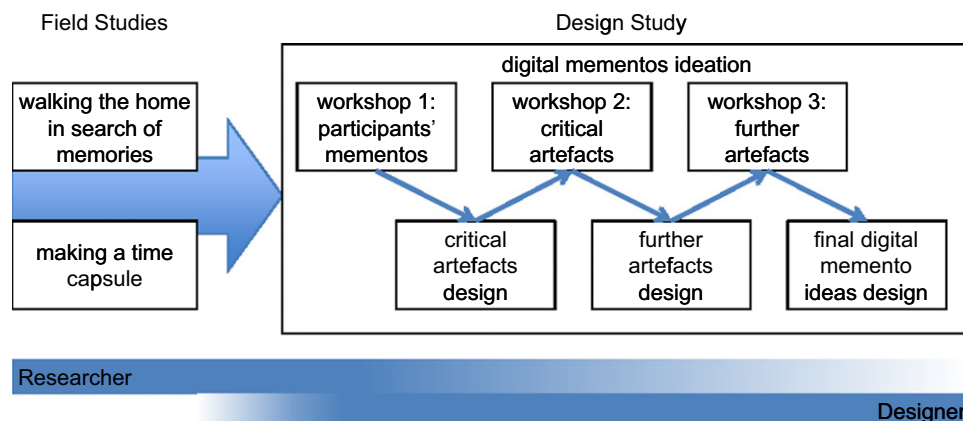 Field Studies
Design Study
digital mementos ideation
walking the home
in search of
memories
making a time
capsule
workshop 1:
participants’
mementos
workshop 2:
critical
artefacts
workshop 3:
further
artefacts
critical
artefacts
design
further
artefacts
design
final digital
memento
ideas design
Researcher
Designer